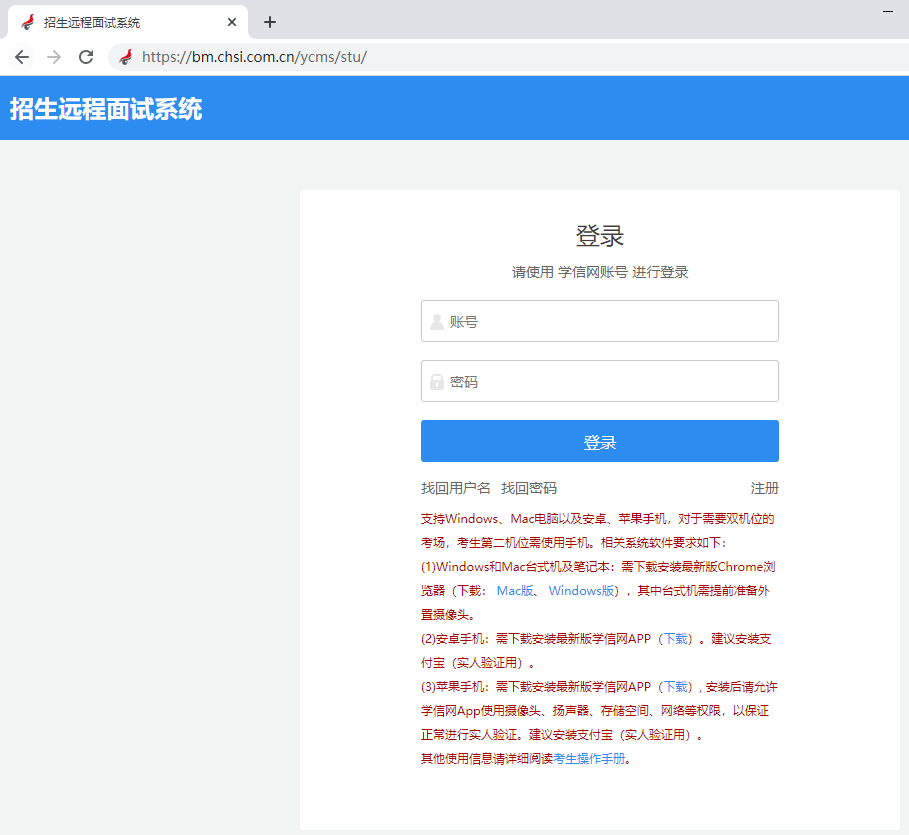 招生远程面试系统
https://bm.chsi.com.cn/ycms/stu/
招生远程面试系统
登录
请使用 学信网账号 进行登录
账号
密码
登录
找回用户名 找回密码 注册
支持Windows、Mac电脑以及安卓、苹果手机，对于需要双机位的
考场，考生第二机位需使用手机。相关系统软件要求如下：
(1)Windows和Mac台式机及笔记本：需下载安装最新版Chrome浏
览器（下载： Mac版、 Windows版），其中台式机需提前准备外
置摄像头。
(2)安卓手机：需下载安装最新版学信网APP（下载）。建议安装支
付宝（实人验证用）。
(3)苹果手机：需下载安装最新版学信网APP（下载）, 安装后请允许
学信网App使用摄像头、扬声器、存储空间、网络等权限，以保证
正常进行实人验证。建议安装支付宝（实人验证用）。
其他使用信息请详细阅读考生操作手册。